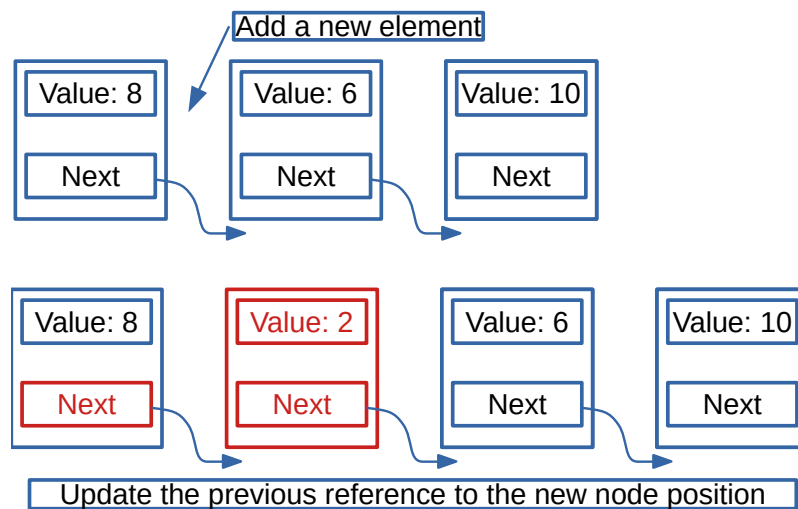 Add a new element
Value: 8 Value: 6 Value: 10
Next Next Next
Value: 8 Value: 2 Value: 6 Value: 10
Next Next Next Next
Update the previous reference to the new node position